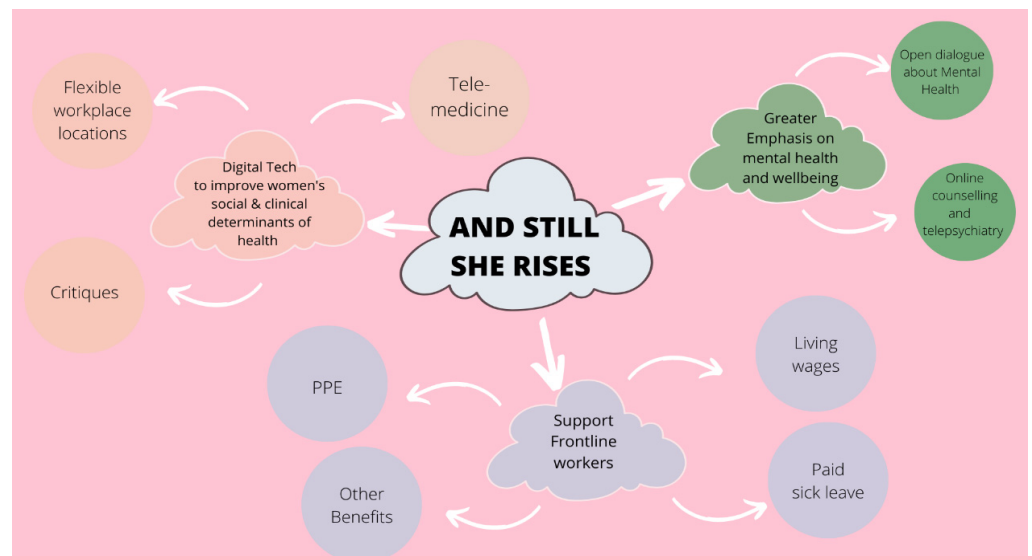 Flexible
workplace
locations
Tele-
medicine
Digital Tech
to improve women's
social & clinical
determinants of
health
Critiques
AND STILL
SHE RISES
Greater
Emphasis on
mental health
and wellbeing
Open dialogue
about Mental
Health
Online
counselling
and
telepsychiatry
PPE
Other
Benefits
Support
Frontline
workers
Living
wages
Paid
sick leave